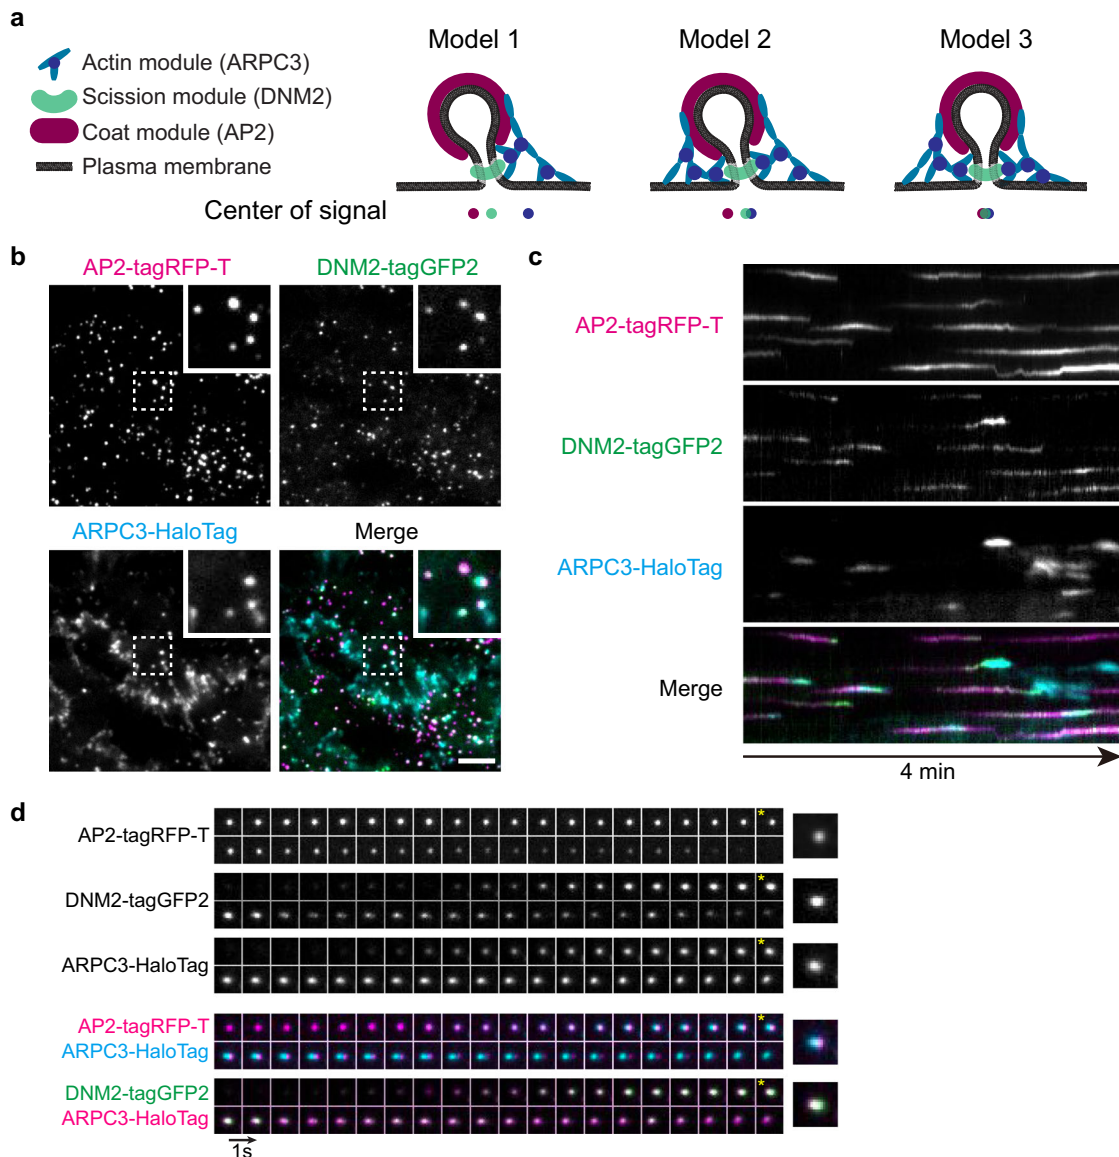 a
Model 1
Model 2
Model 3
Actin module (ARPC3)
Scission module (DNM2)
Coat module (AP2)
Plasma membrane
Center of signal
b
AP2-tagRFP-T
DNM2-tagGFP2
ARPC3-HaloTag
Merge
c
AP2-tagRFP-T
DNM2-tagGFP2
ARPC3-HaloTag
Merge
4 min
d
AP2-tagRFP-T
*
DNM2-tagGFP2
*
ARPC3-HaloTag
*
AP2-tagRFP-T
*
ARPC3-HaloTag
DNM2-tagGFP2
*
ARPC3-HaloTag
1s